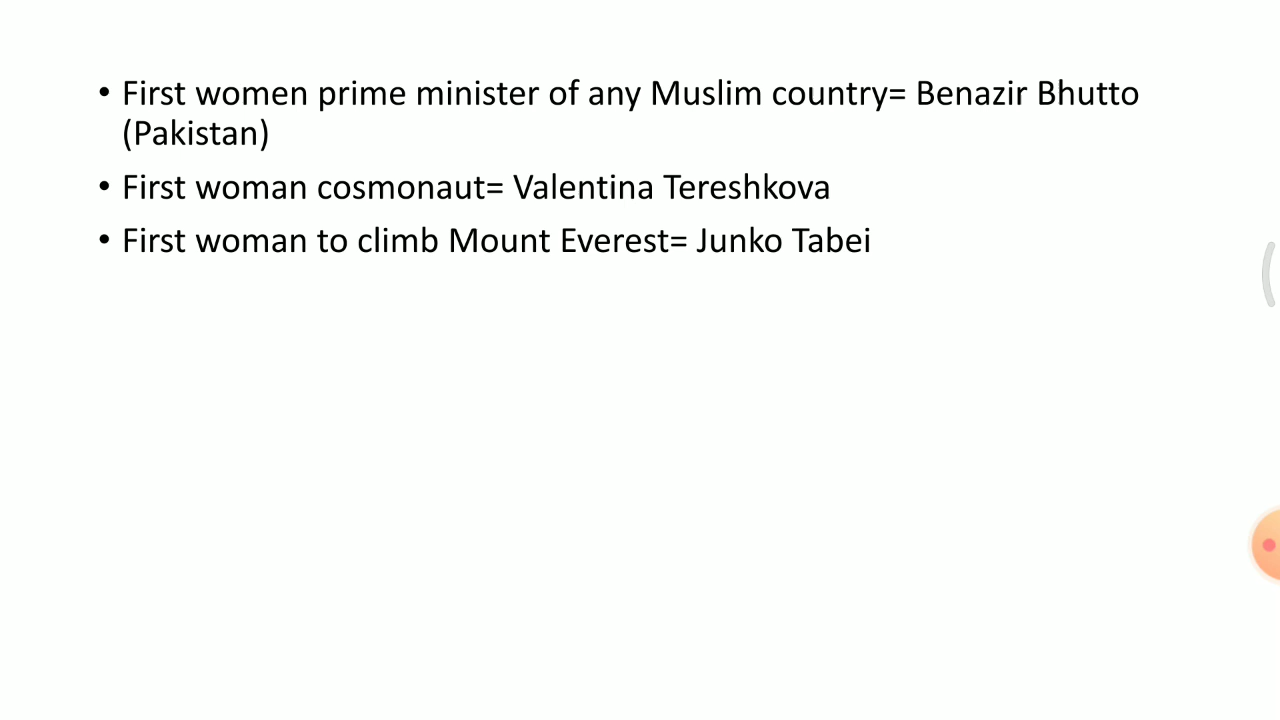 • First women prime minister of any Muslim country= Benazir Bhutto
(Pakistan)
• First woman cosmonaut= Valentina Tereshkova
• First woman to climb Mount Everest= Junko Tabei